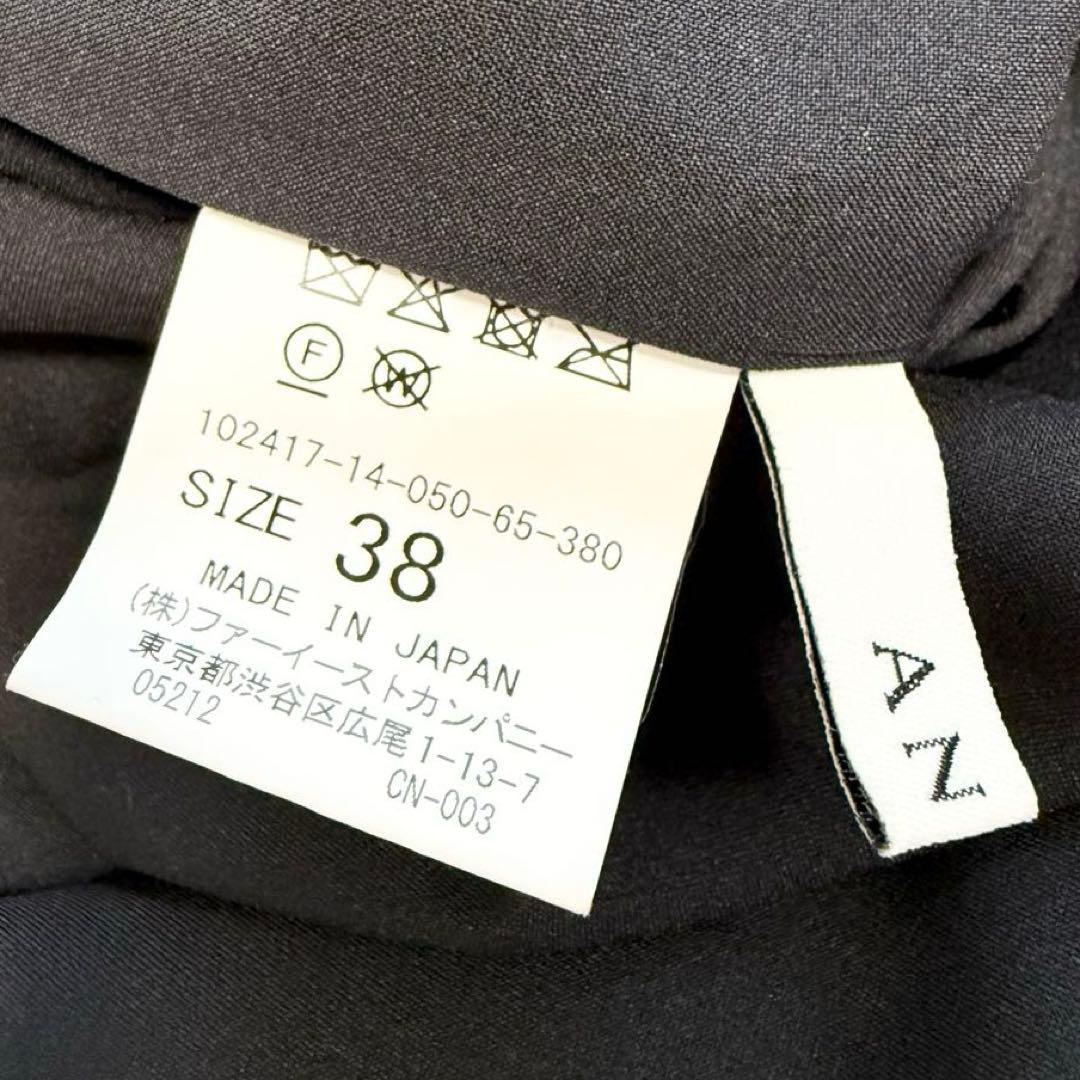 F
W
102417-14-050-65-380
SIZE 38
MADE IN JAPAN
(株)ファーイーストカンパニー
東京都渋谷区広尾1-13-7
05212
CN-003
AN